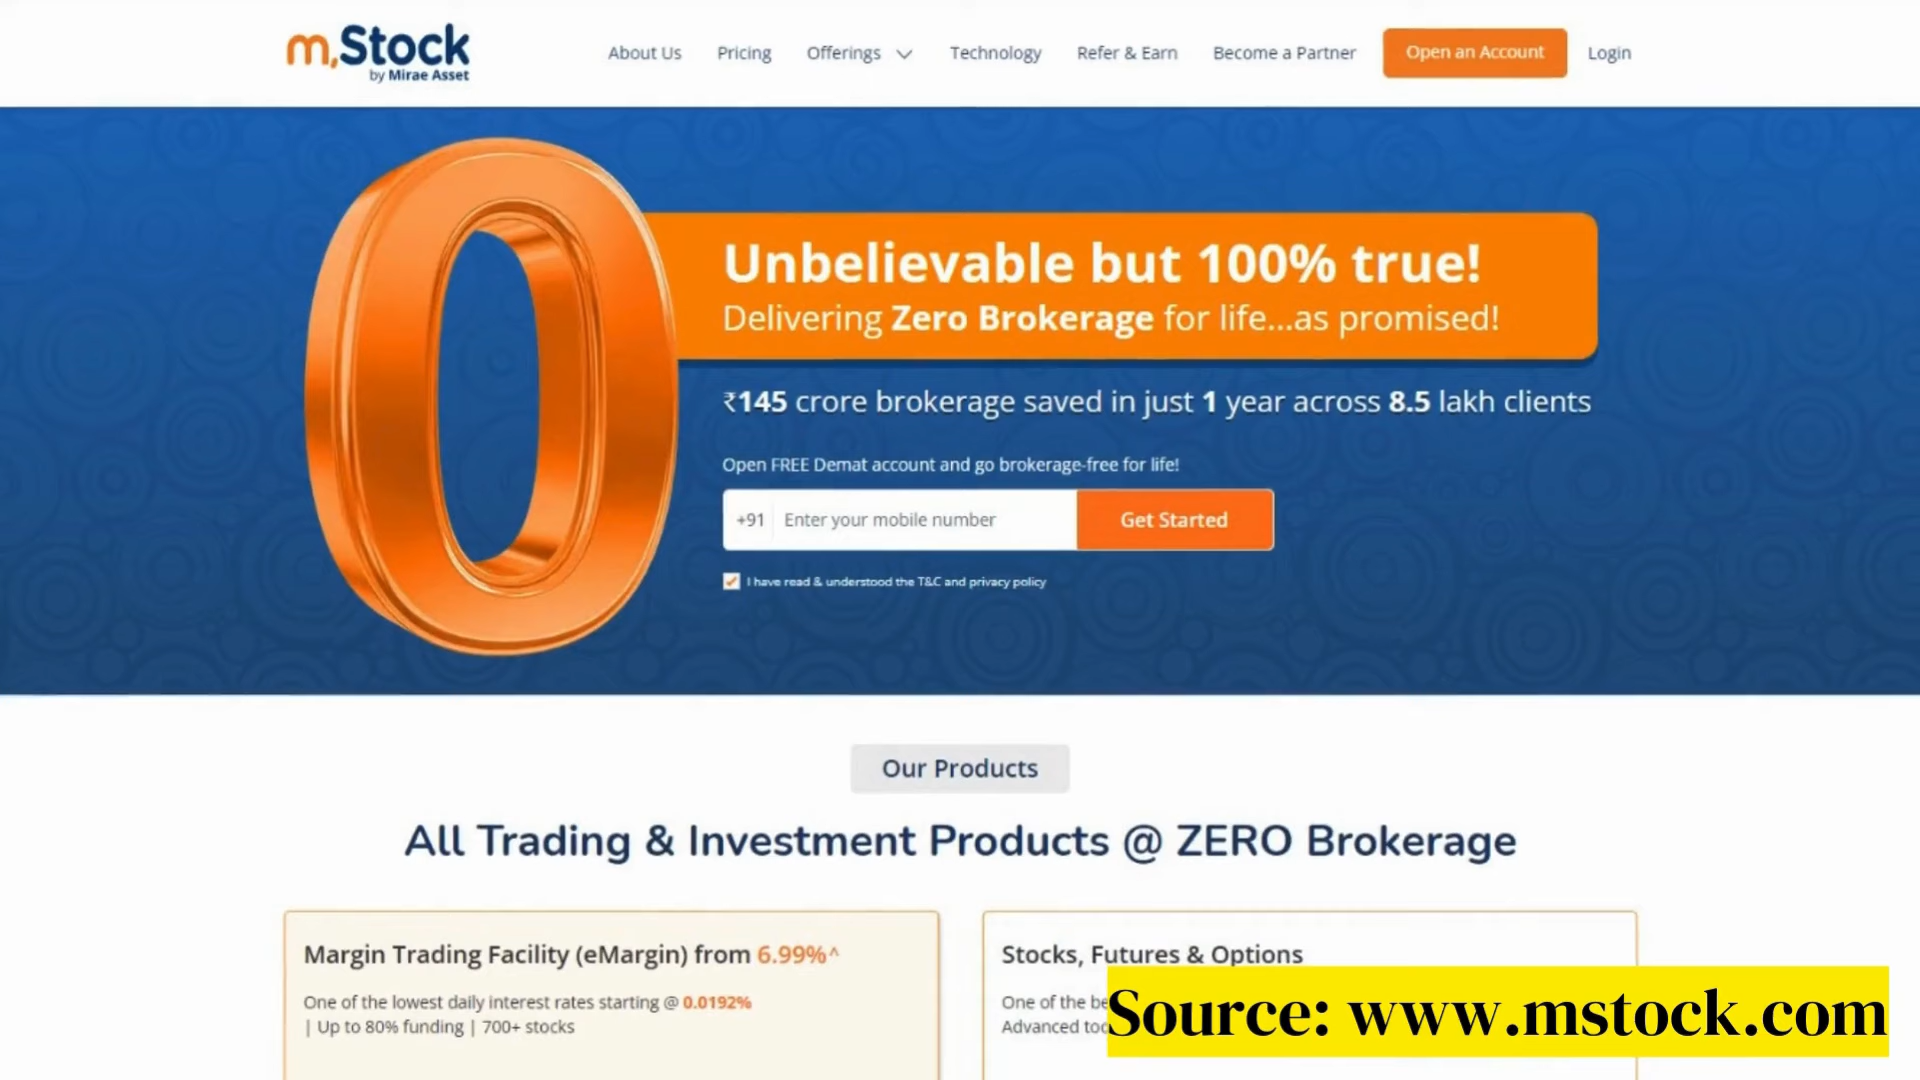 m.Stock
by Mirae Asset
About Us
Pricing
Offerings
Technology
Refer & Earn
Become a Partner
Open an Account
Login
0
Unbelievable but 100% true!
Delivering Zero Brokerage for life...as promised!
₹145 crore brokerage saved in just 1 year across 8.5 lakh clients
Open FREE Demat account and go brokerage-free for life!
+91 Enter your mobile number
Get Started
I have read & understood the T&C and privacy policy
Our Products
All Trading & Investment Products @ ZERO Brokerage
Margin Trading Facility (eMargin) from 6.99%^
One of the lowest daily interest rates starting @ 0.0192%
| Up to 80% funding | 700+ stocks
Stocks, Futures & Options
One of the
Advanced
Source: www.mstock.com